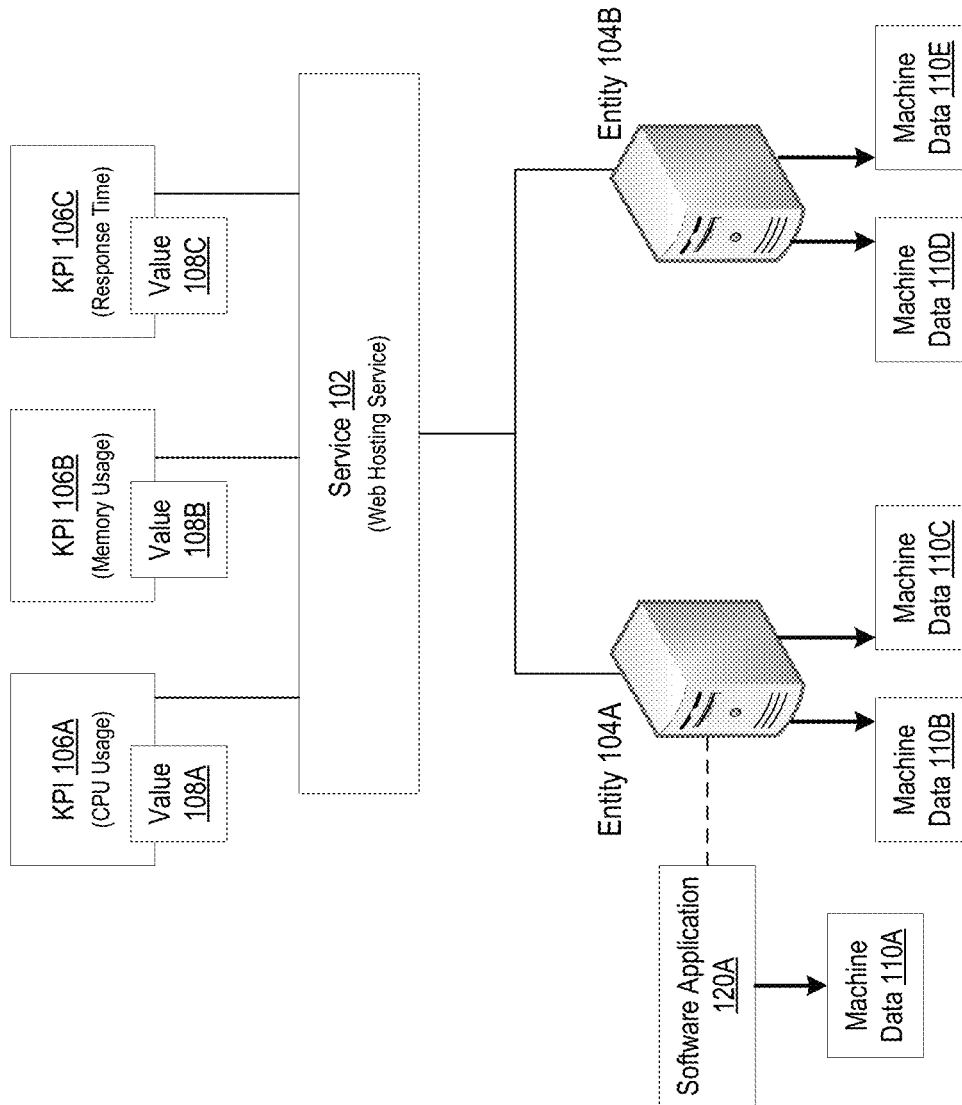 KPI 106A
(CPU Usage)
Value
108A
KPI 106B
(Memory Usage)
Value
108B
KPI 106C
(Response Time)
Value
108C
Service 102
(Web Hosting Service)
Entity 104A
Entity 104B
Software Application
120A
Machine
Data 110A
Machine
Data 110B
Machine
Data 110C
Machine
Data 110D
Machine
Data 110E